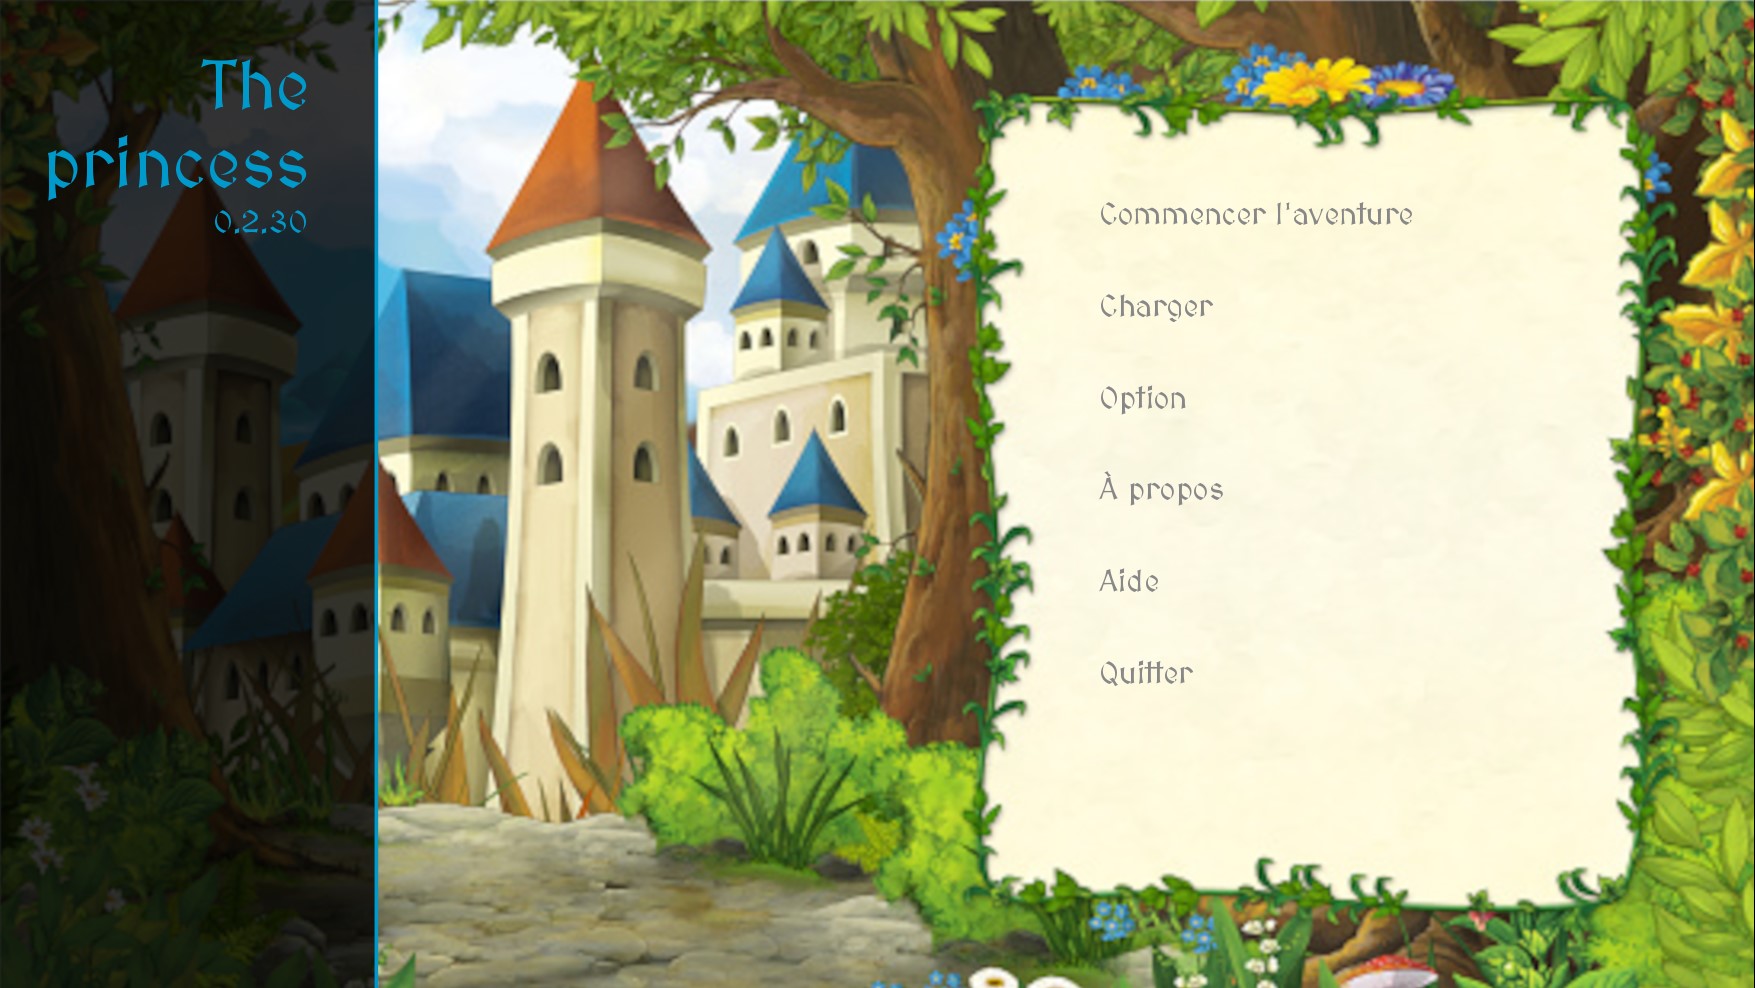 The
princess
0.2.30
Commencer l'aventure
Charger
Option
À propos
Aide
Quitter